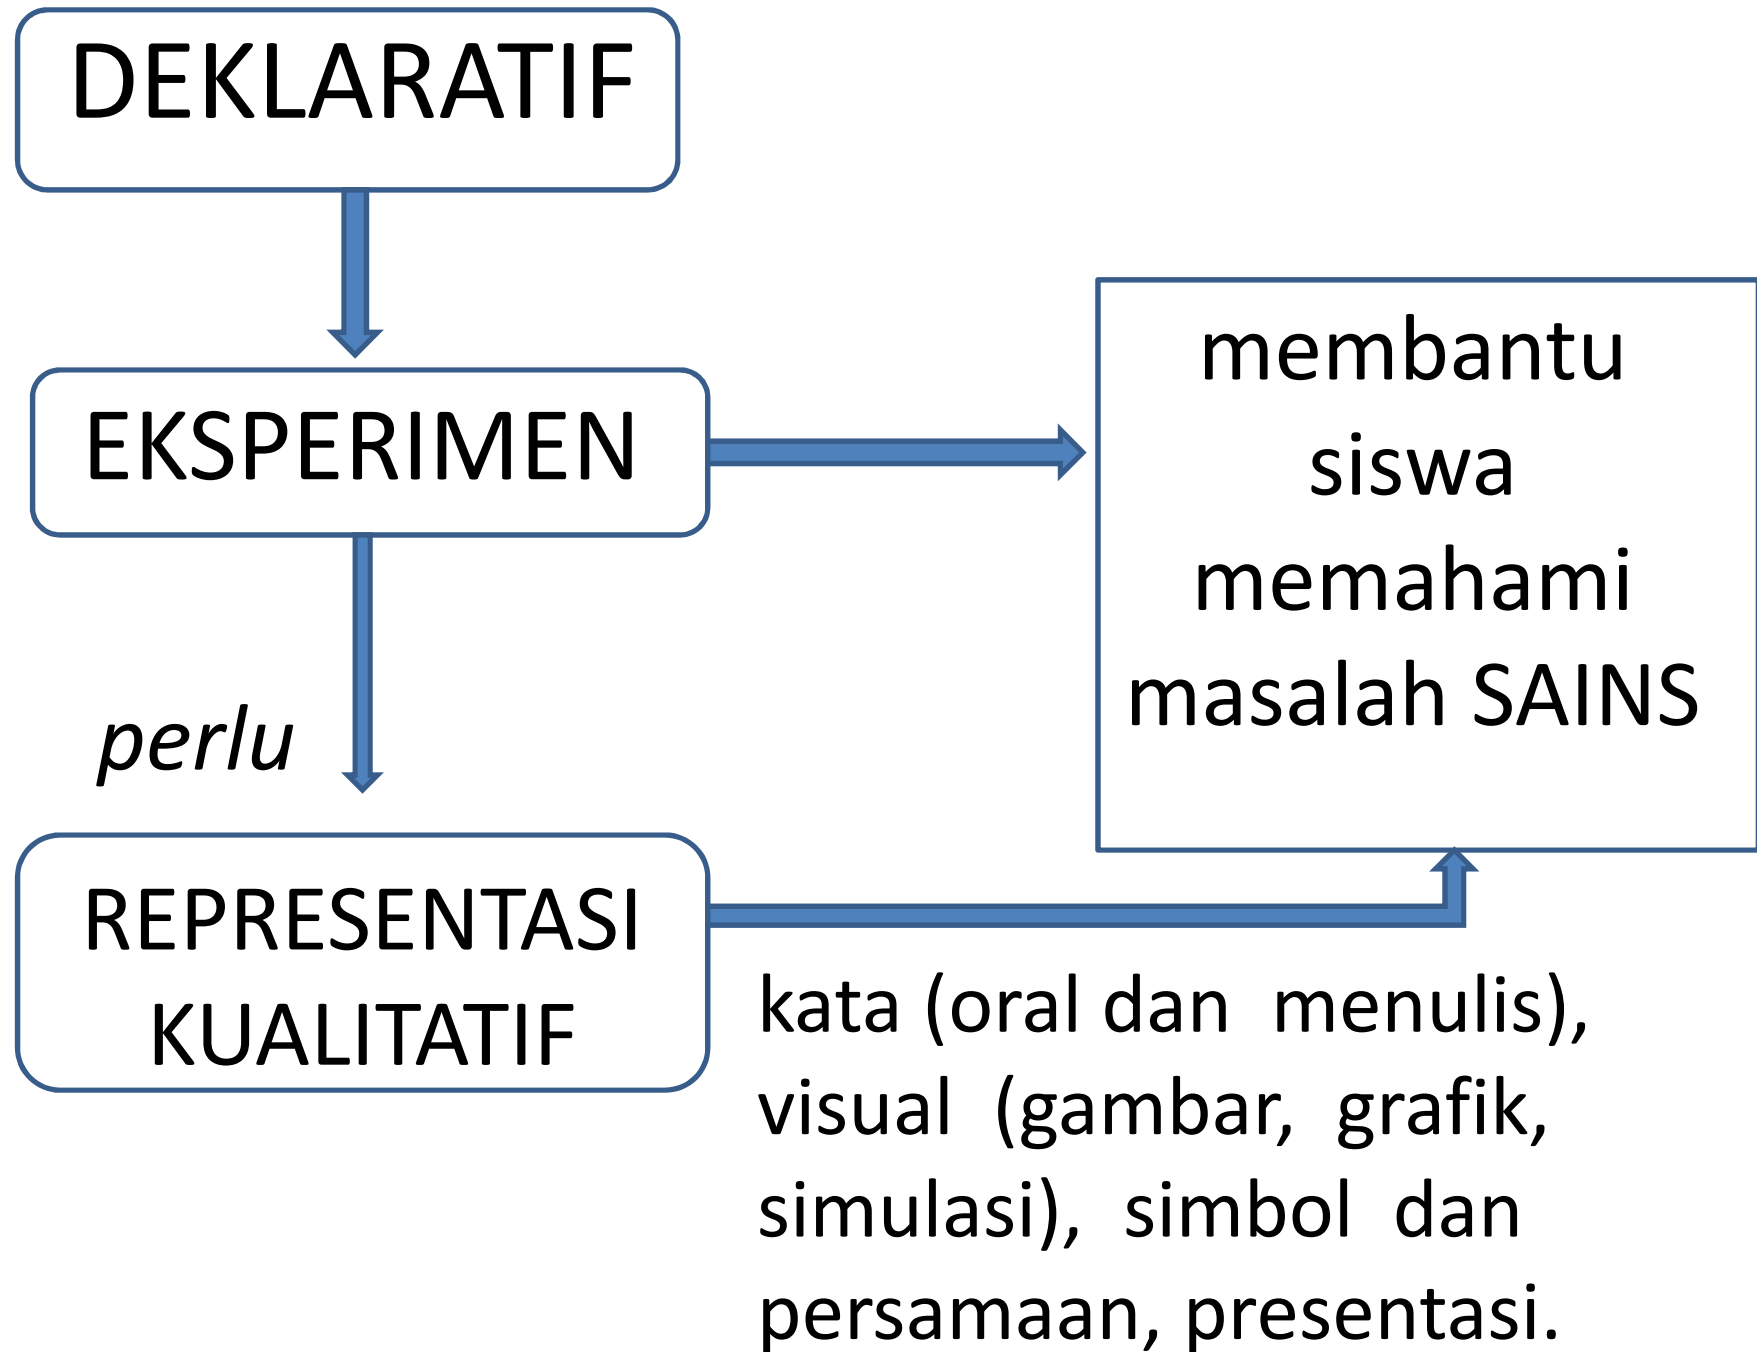 DEKLARATIF
EKSPERIMEN
membantu
siswa
memahami
masalah SAINS
perlu
REPRESENTASI
KUALITATIF
kata (oral dan menulis),
visual (gambar, grafik,
simulasi), simbol dan
persamaan, presentasi.